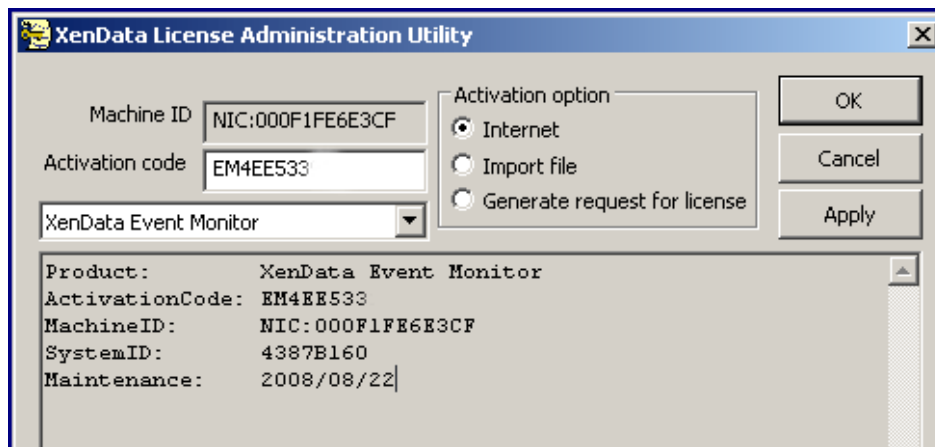 XenData License Administration Utility
Machine ID NIC:000F1FE6E3CF
Activation code EM4EE533
XenData Event Monitor
Activation option
Internet
Import file
Generate request for license
OK
Cancel
Apply
Product: XenData Event Monitor
ActivationCode: EM4EE533
MachineID: NIC:000F1FE6E3CF
SystemID: 4387B160
Maintenance: 2008/08/22